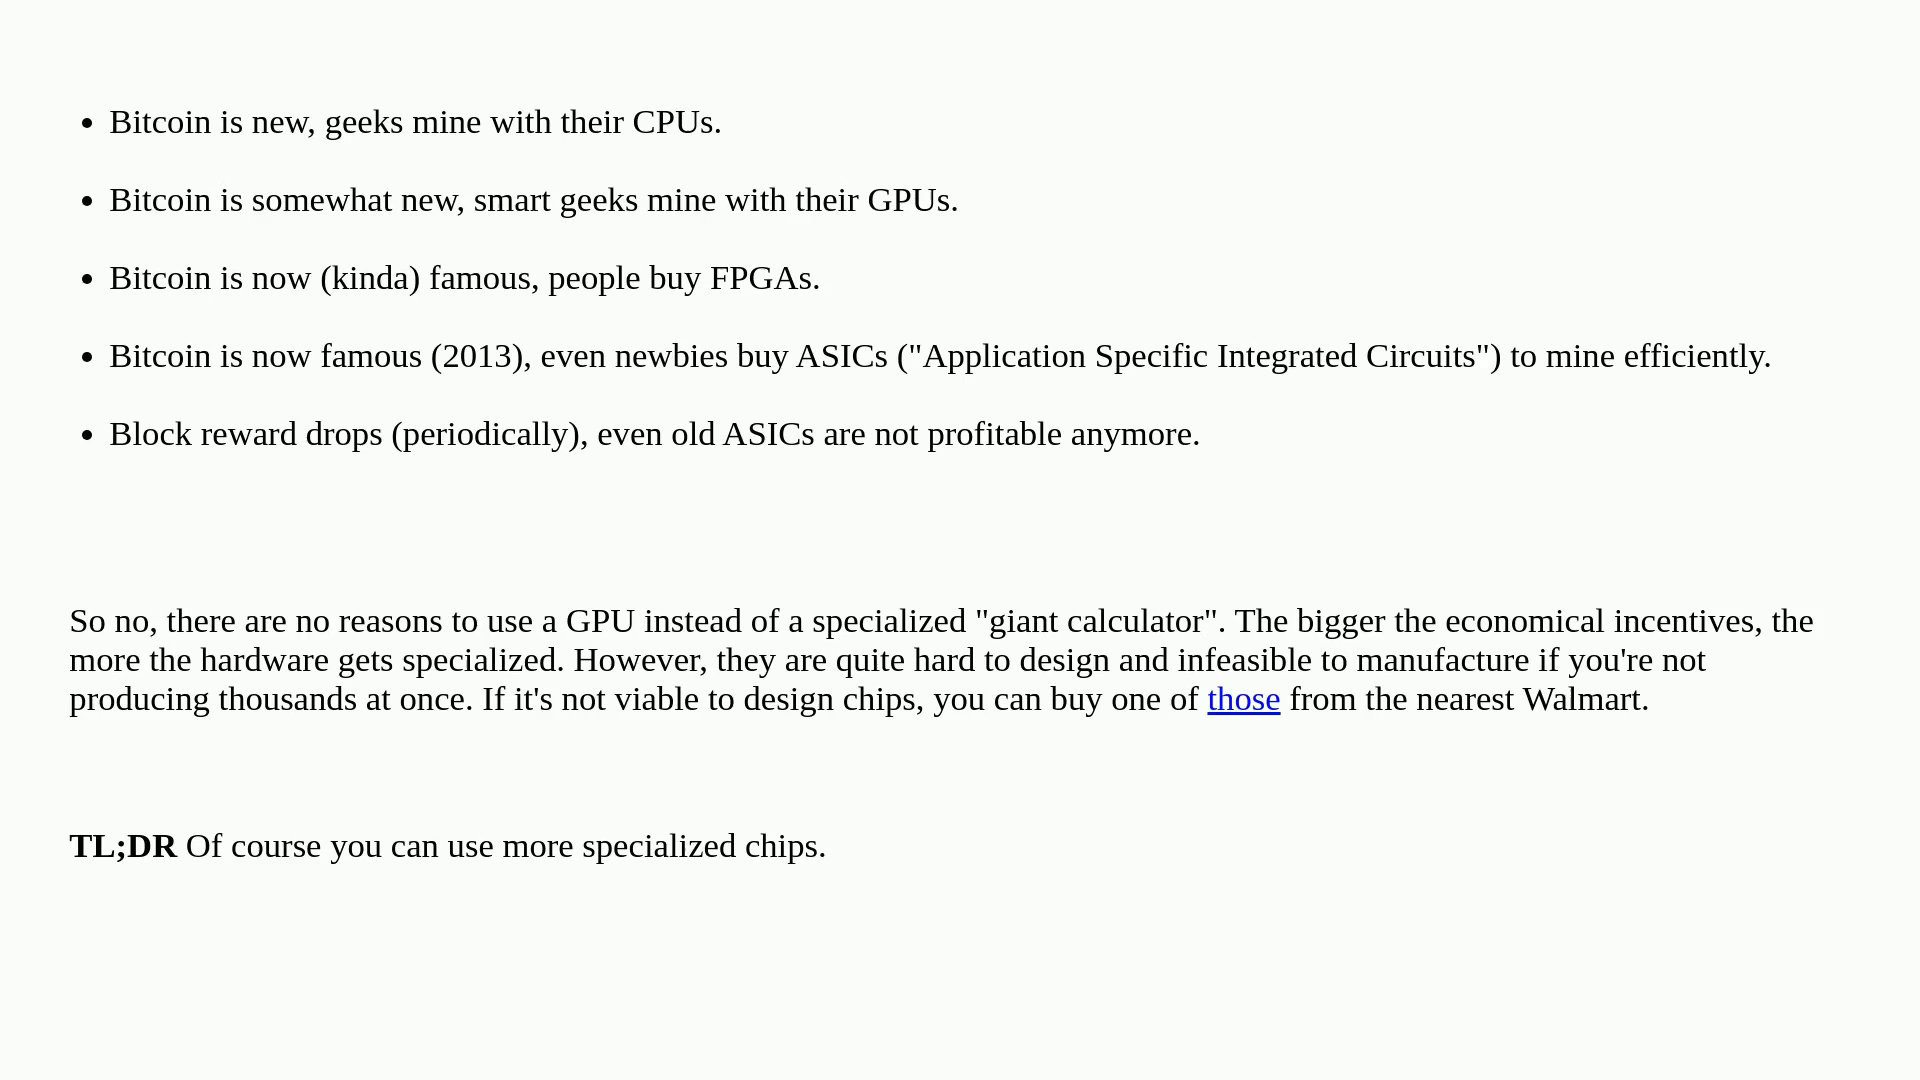 • Bitcoin is new, geeks mine with their CPUs.
• Bitcoin is somewhat new, smart geeks mine with their GPUs.
• Bitcoin is now (kinda) famous, people buy FPGAs.
• Bitcoin is now famous (2013), even newbies buy ASICs ("Application Specific Integrated Circuits") to mine efficiently.
• Block reward drops (periodically), even old ASICs are not profitable anymore.
So no, there are no reasons to use a GPU instead of a specialized "giant calculator". The bigger the economical incentives, the
more the hardware gets specialized. However, they are quite hard to design and infeasible to manufacture if you're not
producing thousands at once. If it's not viable to design chips, you can buy one of those from the nearest Walmart.
TL;DR Of course you can use more specialized chips.